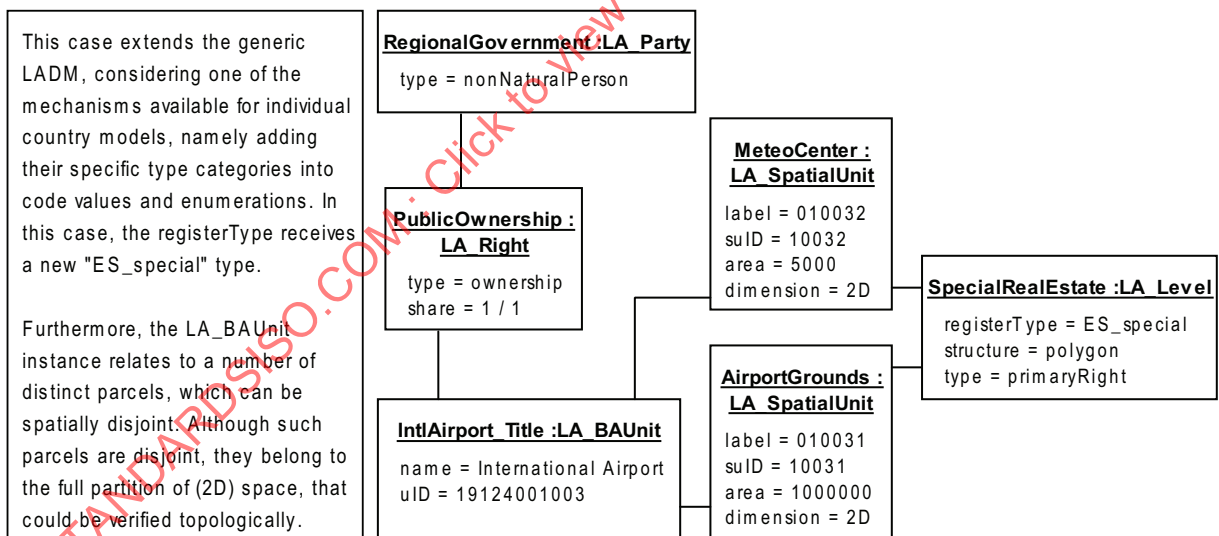 This case extends the generic
LADM, considering one of the
mechanisms available for individual
country models, namely adding
their specific type categories into
code values and enumerations. In
this case, the registerType receives
a new "ES_special" type.
Furthermore, the LA_BAUnit
instance relates to a number of
distinct parcels, which can be
spatially disjoint. Although such
parcels are disjoint, they belong to
the full partition of (2D) space, that
could be verified topologically.
RegionalGovernment :LA_Party
type = nonNaturalPerson
PublicOwnership :
LA_Right
type = ownership
share = 1 / 1
IntlAirport_Title :LA_BAUnit
name = International Airport
uID = 19124001003
MeteoCenter :
LA_SpatialUnit
label = 010032
suID = 10032
area = 5000
dimension = 2D
AirportGrounds :
LA_SpatialUnit
label = 010031
suID = 10031
area = 1000000
dimension = 2D
SpecialRealEstate :LA_Level
registerType = ES_special
structure = polygon
type = primaryRight
STANDARDSISO.COM : Click to view